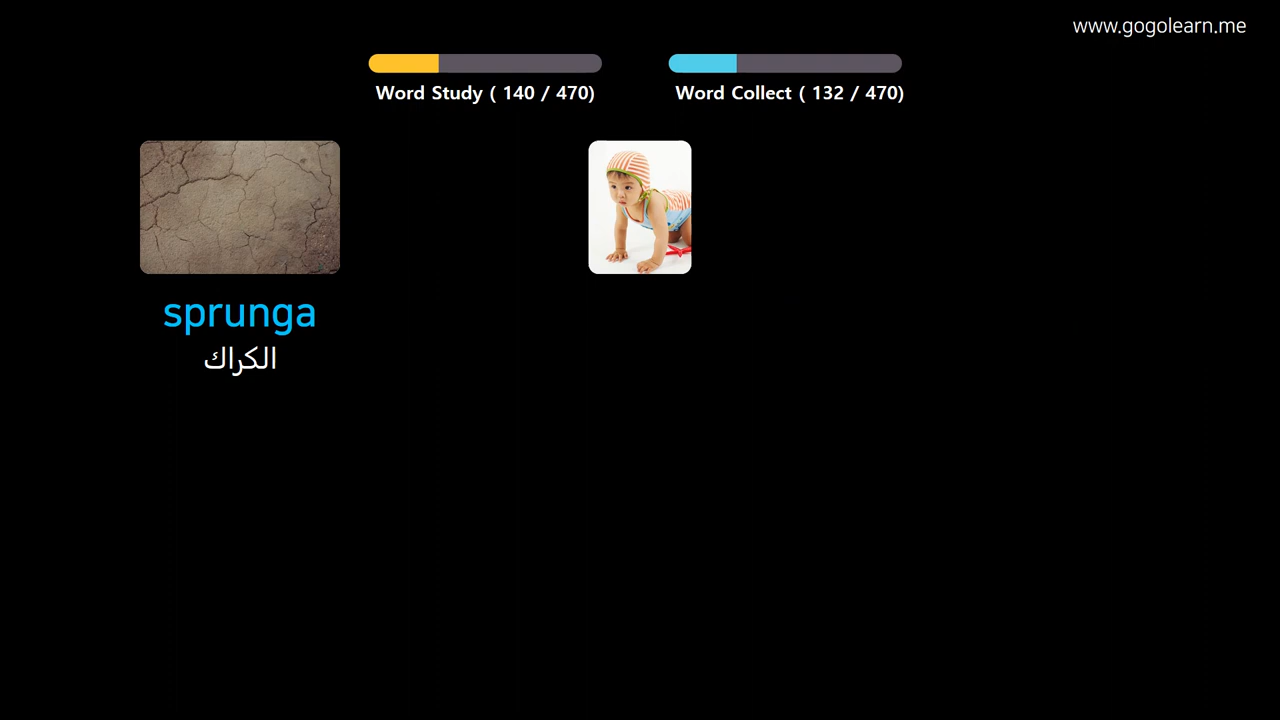 www.gogolearn.me
Word Study ( 140 / 470)
Word Collect ( 132 / 470)
sprunga
الكراك